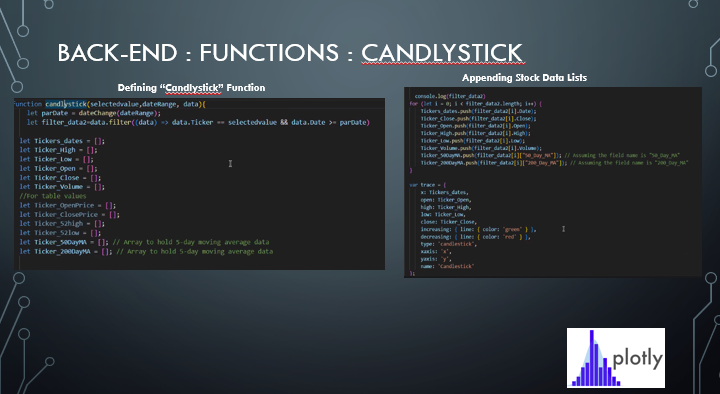 BACK-END : FUNCTIONS : CANDLYSTICK
Defining “Candlystick” Function
function candlystick(selectedvalue,dateRange, data){
let parDate = dateChange(dateRange);
let filter_data2=data.filter((data) => data.Ticker == selectedvalue && data.Date >= parDate)
let Tickers_dates = [];
let Ticker_High = [];
let Ticker_Low = [];
let Ticker_Open = [];
let Ticker_Close = [];
let Ticker_Volume = [];
//For table values
let Ticker_OpenPrice = [];
let Ticker_ClosePrice = [];
let Ticker_52high = [];
let Ticker_52low = [];
let Ticker_50DayMA = []; // Array to hold 5-day moving average data
let Ticker_200DayMA = []; // Array to hold 5-day moving average data
Appending Stock Data Lists
console.log(filter_data2)
for (let i = 0; i < filter_data2.length; i++) {
Tickers_dates.push(filter_data2[i].Date);
Ticker_Close.push(filter_data2[i].Close);
Ticker_Open.push(filter_data2[i].Open);
Ticker_High.push(filter_data2[i].High);
Ticker_Low.push(filter_data2[i].Low);
Ticker_Volume.push(filter_data2[i].Volume);
Ticker_50DayMA.push(filter_data2[i]["50_Day_MA"]); // Assuming the field name is "50_Day_MA"
Ticker_200DayMA.push(filter_data2[i]["200_Day_MA"]); // Assuming the field name is "200_Day_MA"
}
var trace = {
x: Tickers_dates,
open: Ticker_Open,
high: Ticker_High,
low: Ticker_Low,
close: Ticker_Close,
increasing: { line: { color: 'green' } },
decreasing: { line: { color: 'red' } },
type: 'candlestick',
xaxis: 'x',
yaxis: 'y',
name: 'Candlestick'
};
plotly